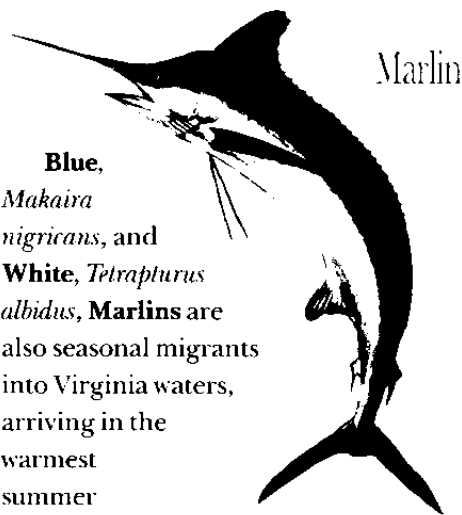 Marlin
Blue,
Makaira
nigricans, and
White, Tetrapturus
albidus, Marlins are
also seasonal migrants
into Virginia waters,
arriving in the
warmest
summer